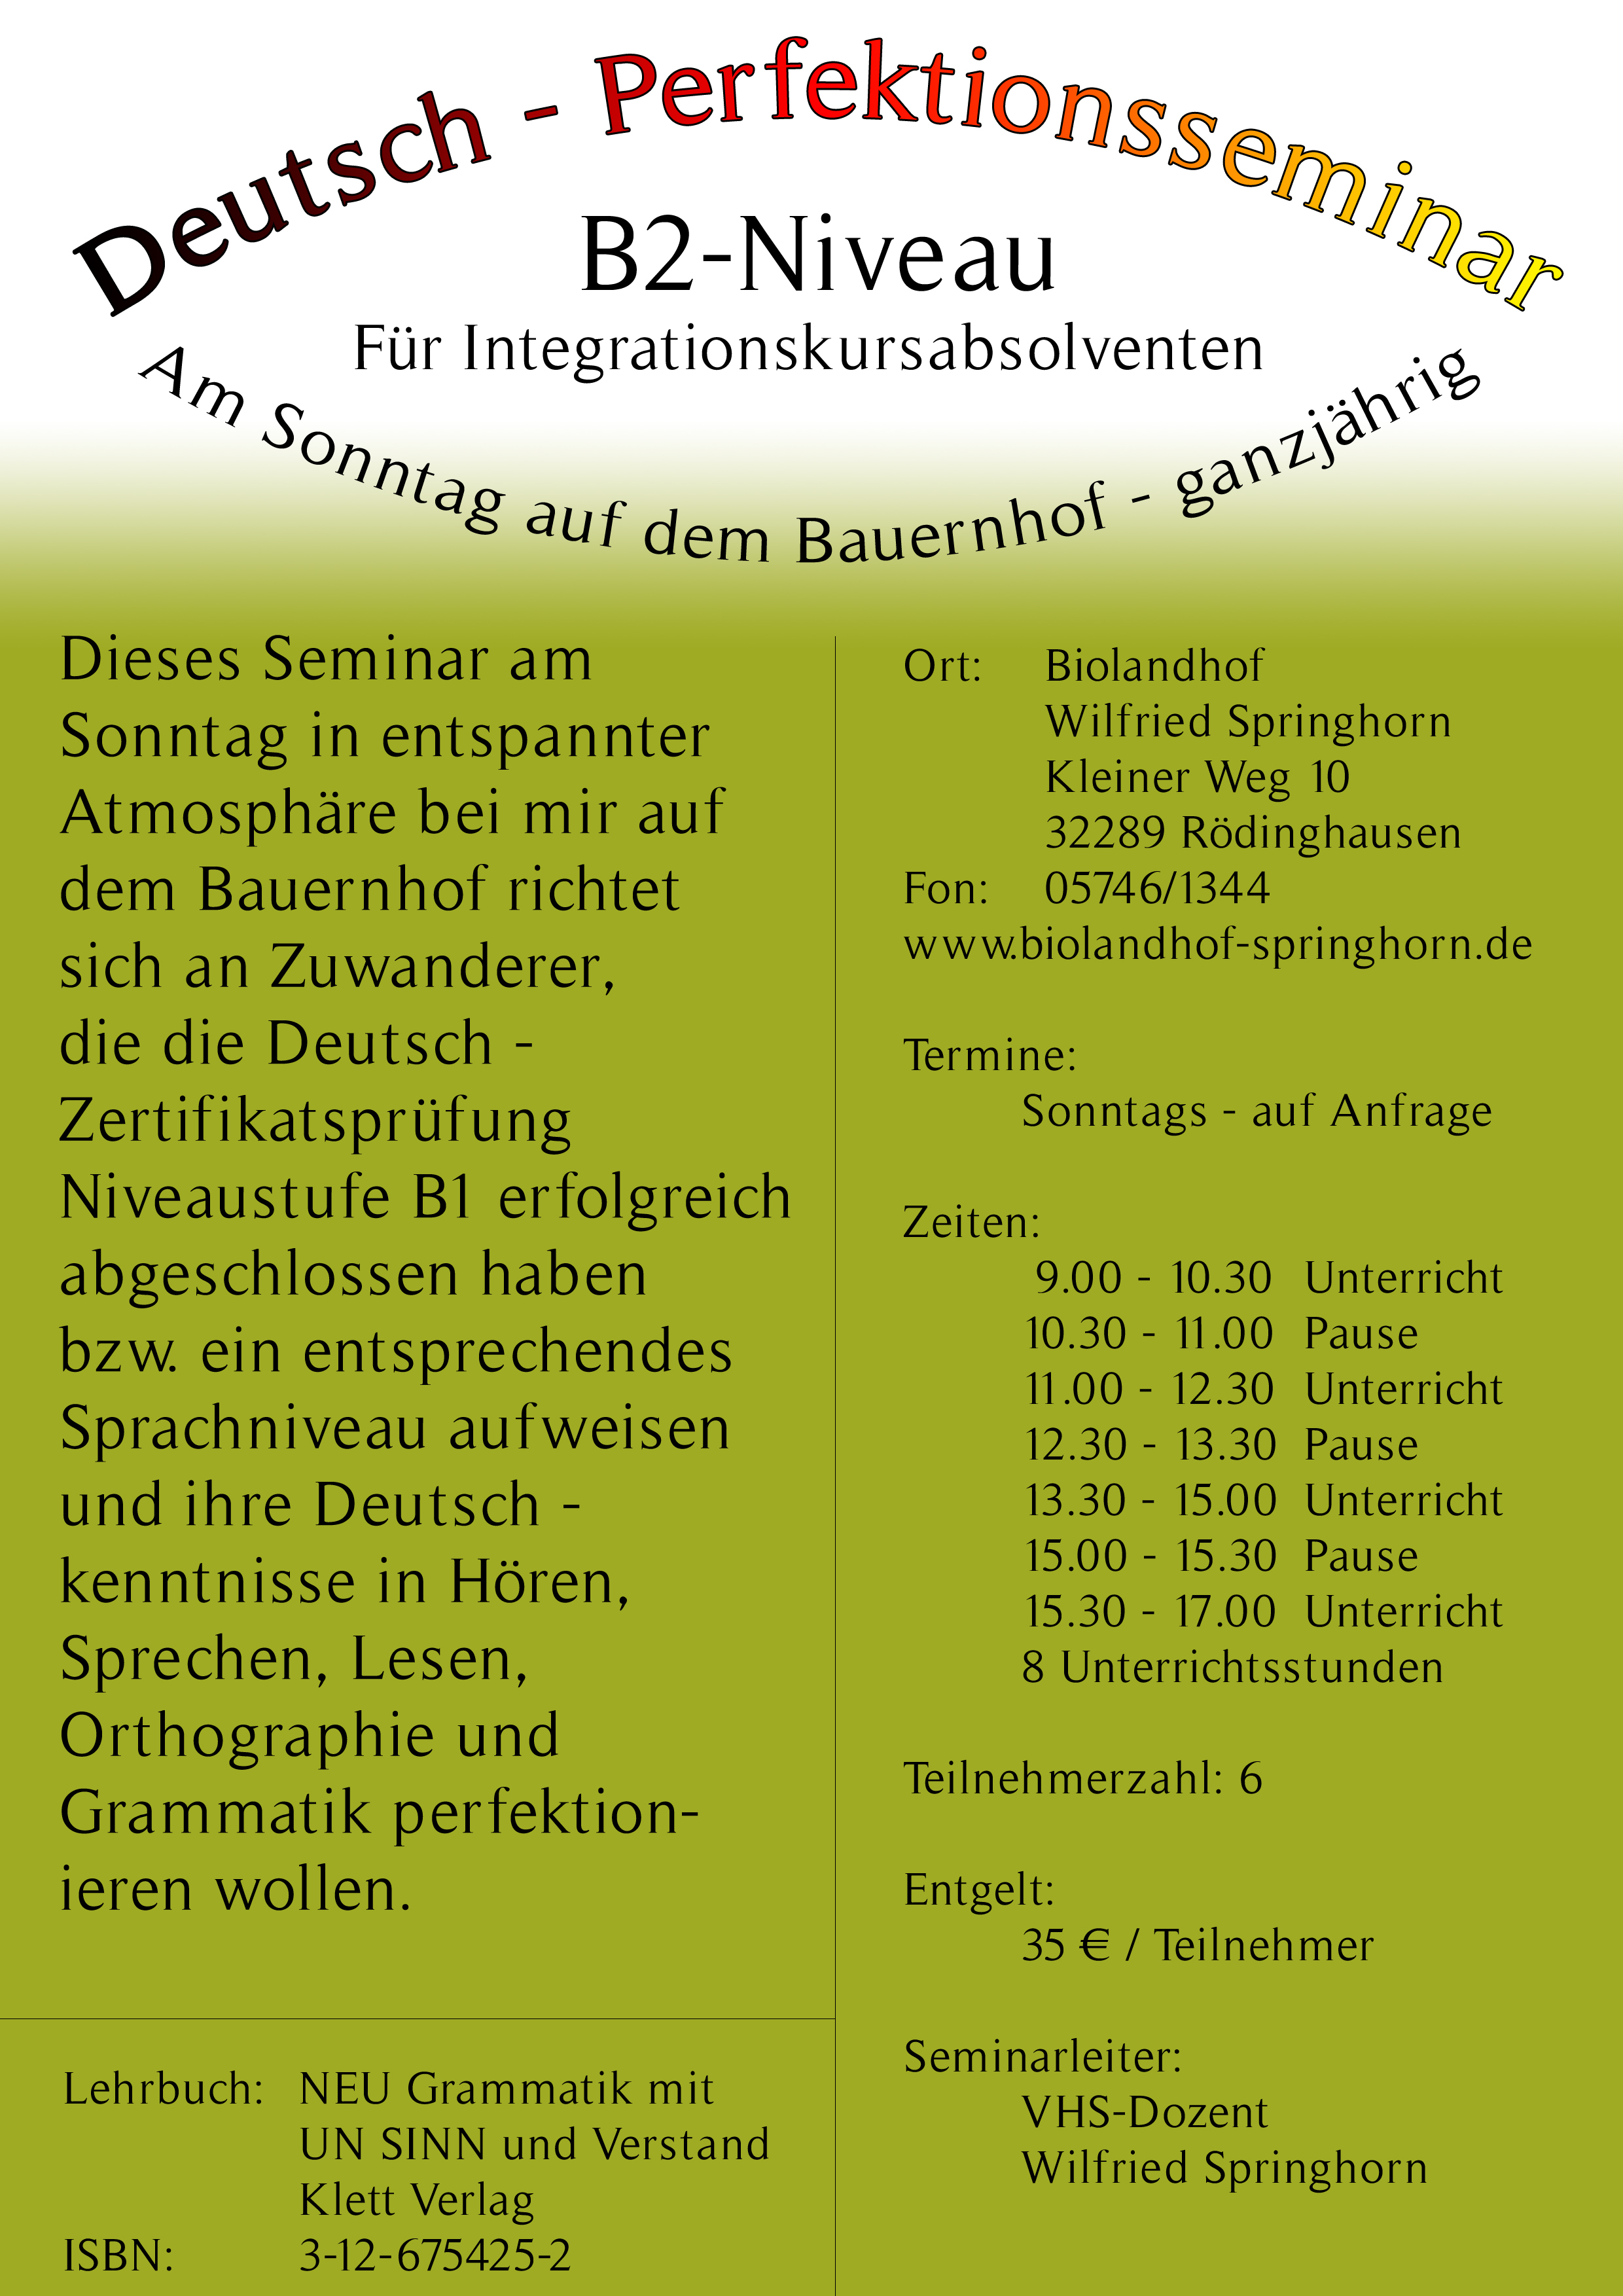 Deutsch - Perfektionsseminar
B2-Niveau
Für Integrationskursabsolventen
Am Sonntag auf dem Bauernhof - ganzjährig
Dieses Seminar am
Sonntag in entspannter
Atmosphäre bei mir auf
dem Bauernhof richtet
sich an Zuwanderer,
die die Deutsch -
Zertifikatsprüfung
Niveaustufe B1 erfolgreich
abgeschlossen haben
bzw. ein entsprechendes
Sprachniveau aufweisen
und ihre Deutsch -
kenntnisse in Hören,
Sprechen, Lesen,
Orthographie und
Grammatik perfektion-
ieren wollen.
Lehrbuch: NEU Grammatik mit
UN SINN und Verstand
Klett Verlag
ISBN: 3-12-675425-2
Ort: Biolandhof
Wilfried Springhorn
Kleiner Weg 10
32289 Rödinghausen
Fon: 05746/1344
www.biolandhof-springhorn.de
Termine:
Sonntags - auf Anfrage
Zeiten:
9.00 - 10.30 Unterricht
10.30 - 11.00 Pause
11.00 - 12.30 Unterricht
12.30 - 13.30 Pause
13.30 - 15.00 Unterricht
15.00 - 15.30 Pause
15.30 - 17.00 Unterricht
8 Unterrichtsstunden
Teilnehmerzahl: 6
Entgelt:
35 € / Teilnehmer
Seminarleiter:
VHS-Dozent
Wilfried Springhorn